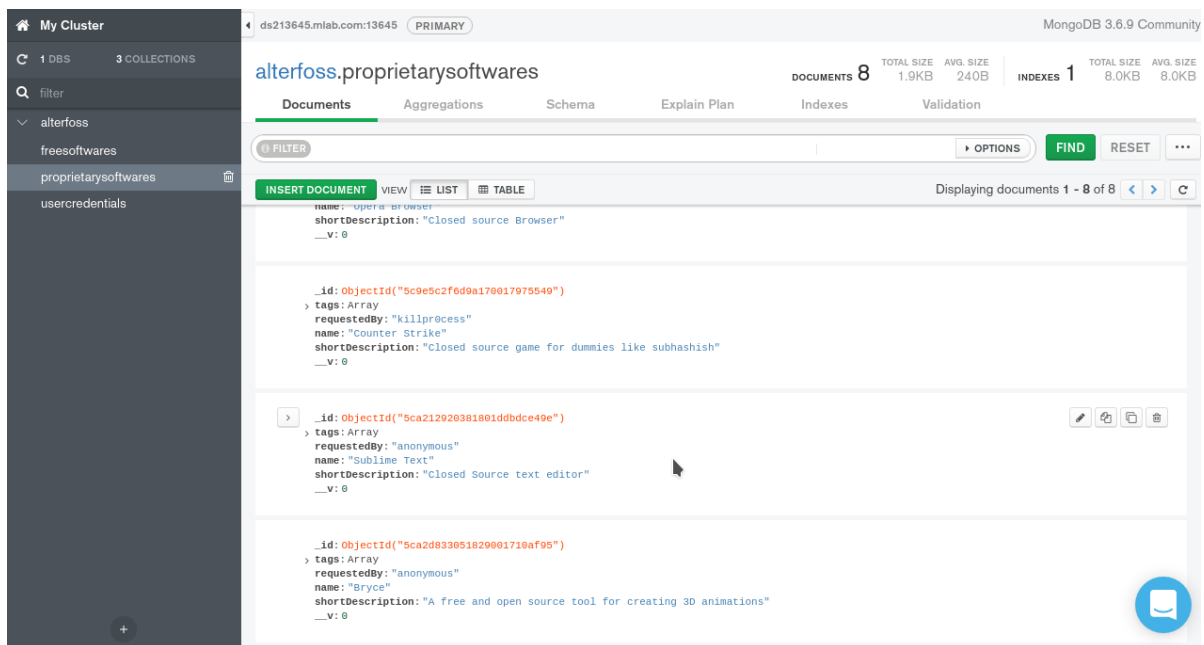 My Cluster
ds213645.mlab.com:13645 PRIMARY MongoDB 3.6.9 Community
1 DBS 3 COLLECTIONS
filter
alterfoss
freesoftwares
proprietarysoftwares
usercredentials
alterfoss.proprietarysoftwares
DOCUMENTS 8 TOTAL SIZE 1.9KB AVG. SIZE 240B INDEXES 1 TOTAL SIZE 8.0KB AVG. SIZE 8.0KB
Documents Aggregations Schema Explain Plan Indexes Validation
FILTER OPTIONS FIND RESET ...
INSERT DOCUMENT VIEW LIST TABLE Displaying documents 1 - 8 of 8
name: "Opera Browser"
shortDescription: "Closed source Browser"
__v: 0
_id: ObjectId("5c9e5c2f6d9a170017975549")
tags: Array
requestedBy: "killpr0cess"
name: "Counter Strike"
shortDescription: "Closed source game for dummies like subhashish"
__v: 0
_id: ObjectId("5ca212920381801ddbdce49e")
tags: Array
requestedBy: "anonymous"
name: "Sublime Text"
shortDescription: "Closed Source text editor"
__v: 0
_id: ObjectId("5ca2d833051829001710af95")
tags: Array
requestedBy: "anonymous"
name: "Bryce"
shortDescription: "A free and open source tool for creating 3D animations"
__v: 0